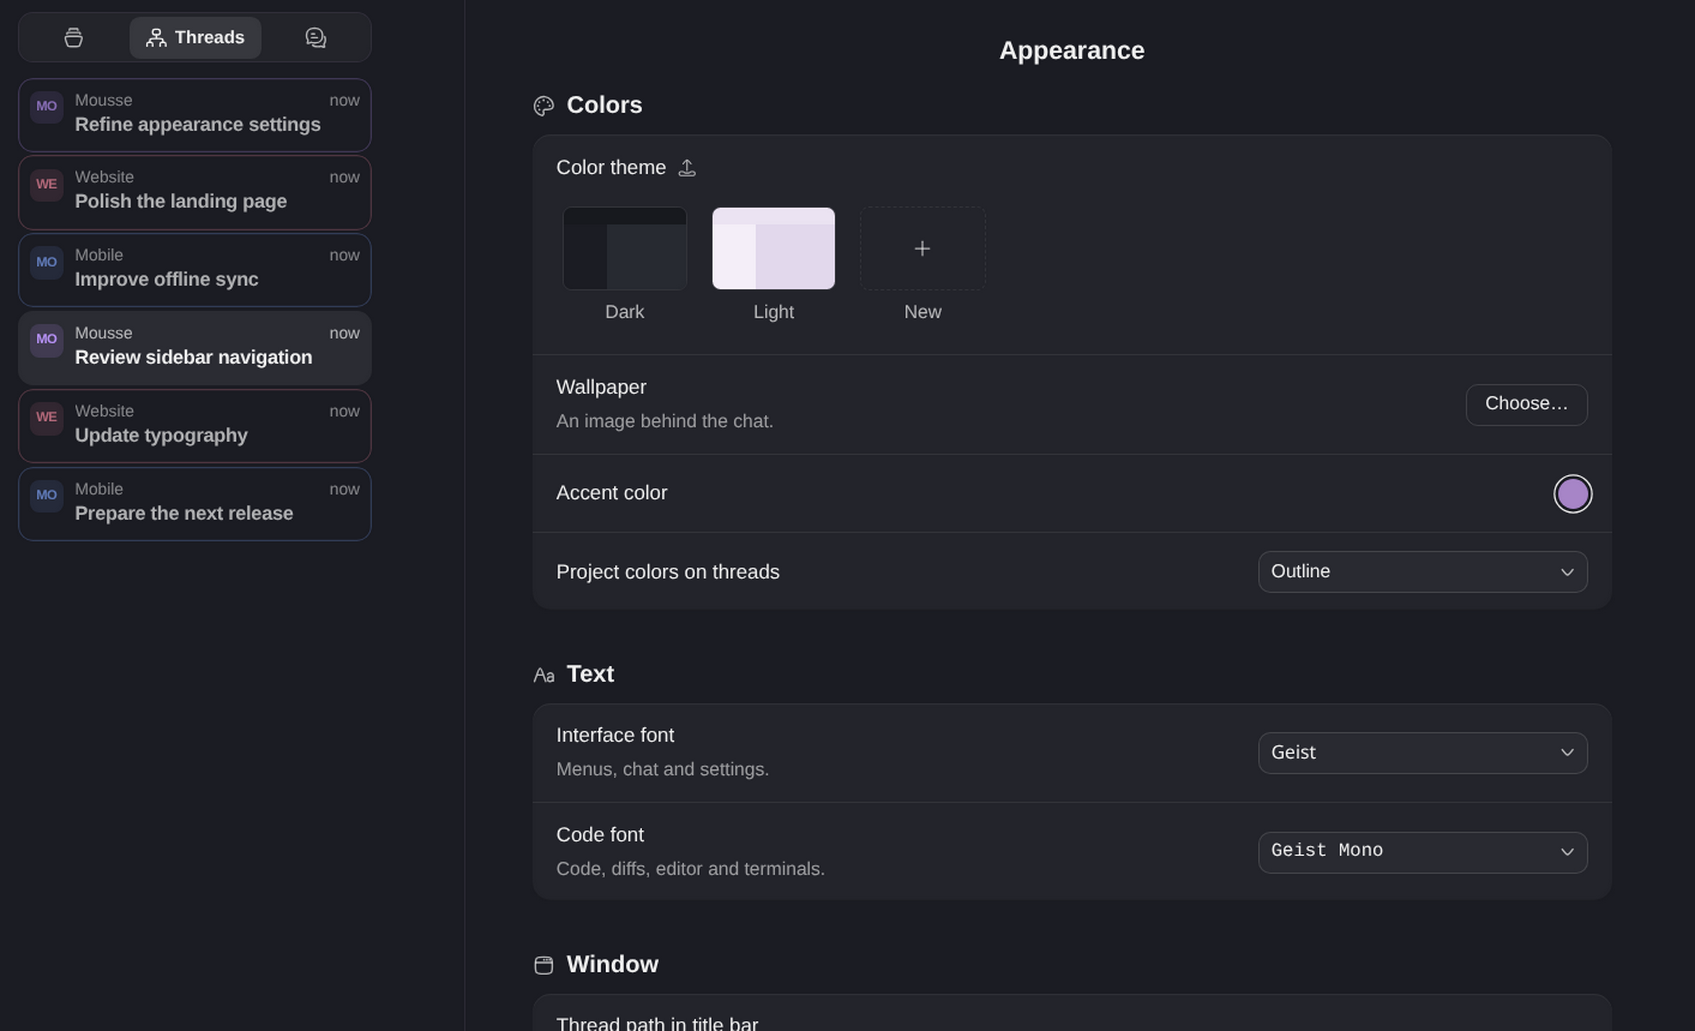 Threads
MO
Mousse
now
Refine appearance settings
WE
Website
now
Polish the landing page
MO
Mobile
now
Improve offline sync
MO
Mousse
now
Review sidebar navigation
WE
Website
now
Update typography
MO
Mobile
now
Prepare the next release
Appearance
Colors
Color theme
Dark
Light
New
Wallpaper
An image behind the chat.
Choose…
Accent color
Project colors on threads
Outline
Aa
Text
Interface font
Menus, chat and settings.
Geist
Code font
Code, diffs, editor and terminals.
Geist Mono
Window
Thread path in title bar